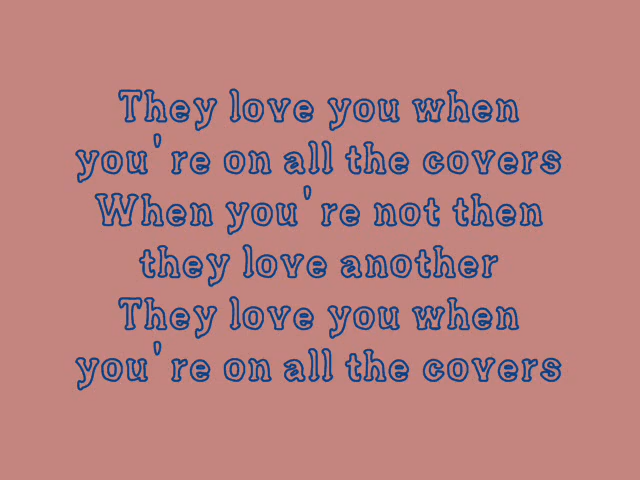 They love you when
you're on all the covers
When you're not then
they love another
They love you when
you're on all the covers